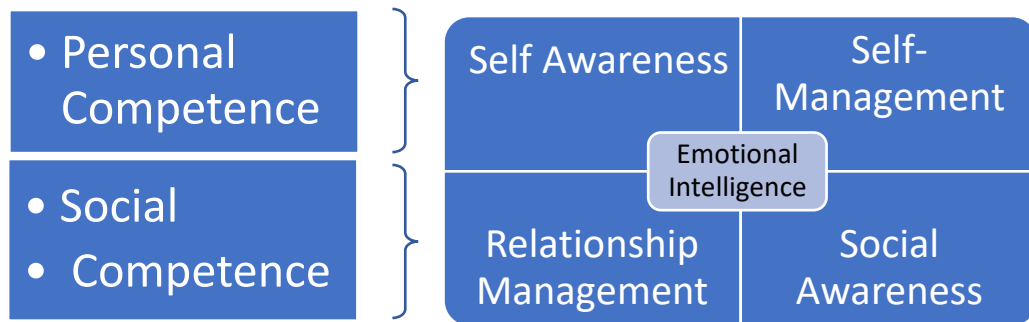 • Personal
Competence
• Social
• Competence
Self Awareness
Self-
Management
Emotional
Intelligence
Relationship
Management
Social
Awareness